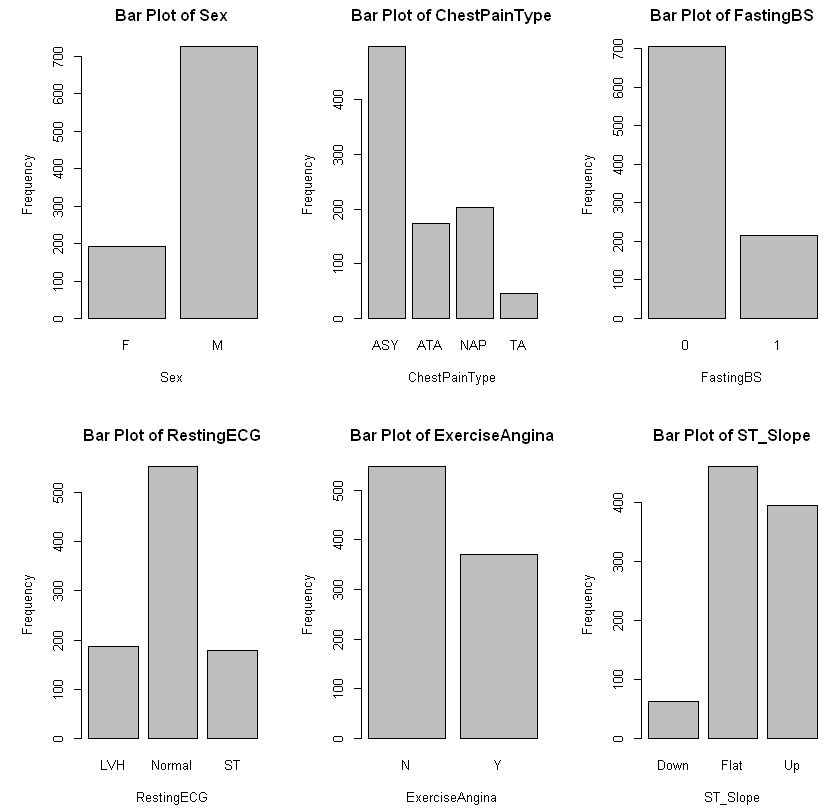 Bar Plot of Sex
Frequency
0 100 200 300 400 500 600 700
F M
Sex
Bar Plot of ChestPainType
Frequency
0 100 200 300 400
ASY ATA NAP TA
ChestPainType
Bar Plot of FastingBS
Frequency
0 100 200 300 400 500 600 700
0 1
FastingBS
Bar Plot of RestingECG
Frequency
0 100 200 300 400 500
LVH Normal ST
RestingECG
Bar Plot of ExerciseAngina
Frequency
0 100 200 300 400 500
N Y
ExerciseAngina
Bar Plot of ST_Slope
Frequency
0 100 200 300 400
Down Flat Up
ST_Slope